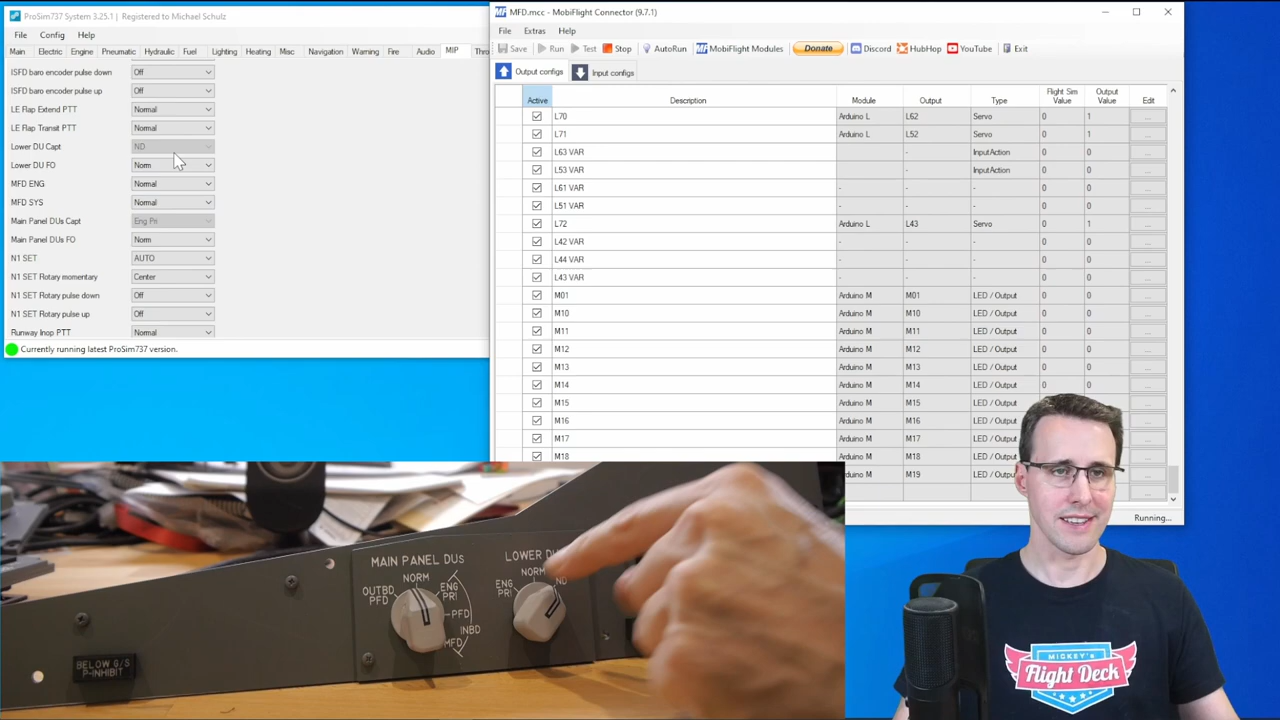 ProSim737 System 3.25.1 | Registered to Michael Schulz
File Config Help
Main Electric Engine Pneumatic Hydraulic Fuel Lighting Heating Misc Navigation Warning Fire Audio MIP Thro
ISFD baro encoder pulse down Off
ISFD baro encoder pulse up Off
LE Flap Extend PTT Normal
LE Flap Transit PTT Normal
Lower DU Capt ND
Lower DU FO Norm
MFD ENG Normal
MFD SYS Normal
Main Panel DUs Capt Eng Pri
Main Panel DUs FO Norm
N1 SET AUTO
N1 SET Rotary momentary Center
N1 SET Rotary pulse down Off
N1 SET Rotary pulse up Off
Runway Inop PTT Normal
Currently running latest ProSim737 version.
MFD.mcc - MobiFlight Connector (9.7.1)
File Extras Help
Save Run Test Stop AutoRun MobiFlight Modules Donate Discord HubHop YouTube Exit
Output configs Input configs
Active Description Module Output Type Flight Sim Value Output Value Edit
L70 Arduino L L62 Servo 0 1 ...
L71 Arduino L L52 Servo 0 1 ...
L63 VAR - InputAction 0 0 ...
L53 VAR - InputAction 0 0 ...
L61 VAR - - - 0 0 ...
L51 VAR - - - 0 0 ...
L72 Arduino L L43 Servo 0 1 ...
L42 VAR - - - 0 0 ...
L44 VAR - - - 0 0 ...
L43 VAR - - - 0 0 ...
M01 Arduino M M01 LED / Output 0 0 ...
M10 Arduino M M10 LED / Output 0 0 ...
M11 Arduino M M11 LED / Output 0 0 ...
M12 Arduino M M12 LED / Output 0 0 ...
M13 Arduino M M13 LED / Output 0 0 ...
M14 Arduino M M14 LED / Output 0 0 ...
M15 Arduino M M15 LED / Output 0
M16 Arduino M M16 LED / Output 0
M17 Arduino M M17 LED / Output 0
M18 Arduino M M18 LED / Output 0
Arduino M M19 LED / Output 0
Running...
MAIN PANEL DUs
NORM
OUTBD PFD
ENG PRI
PFD
INBD
MFD
LOWER DU
NORM
ENG PRI
ND
BELOW G/S
P-INHIBIT
MICKEY's
Flight Deck